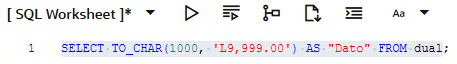 [ SQL Worksheet ]* Aa
1 SELECT TO_CHAR(1000, 'L9,999.00') AS "Dato" FROM dual;